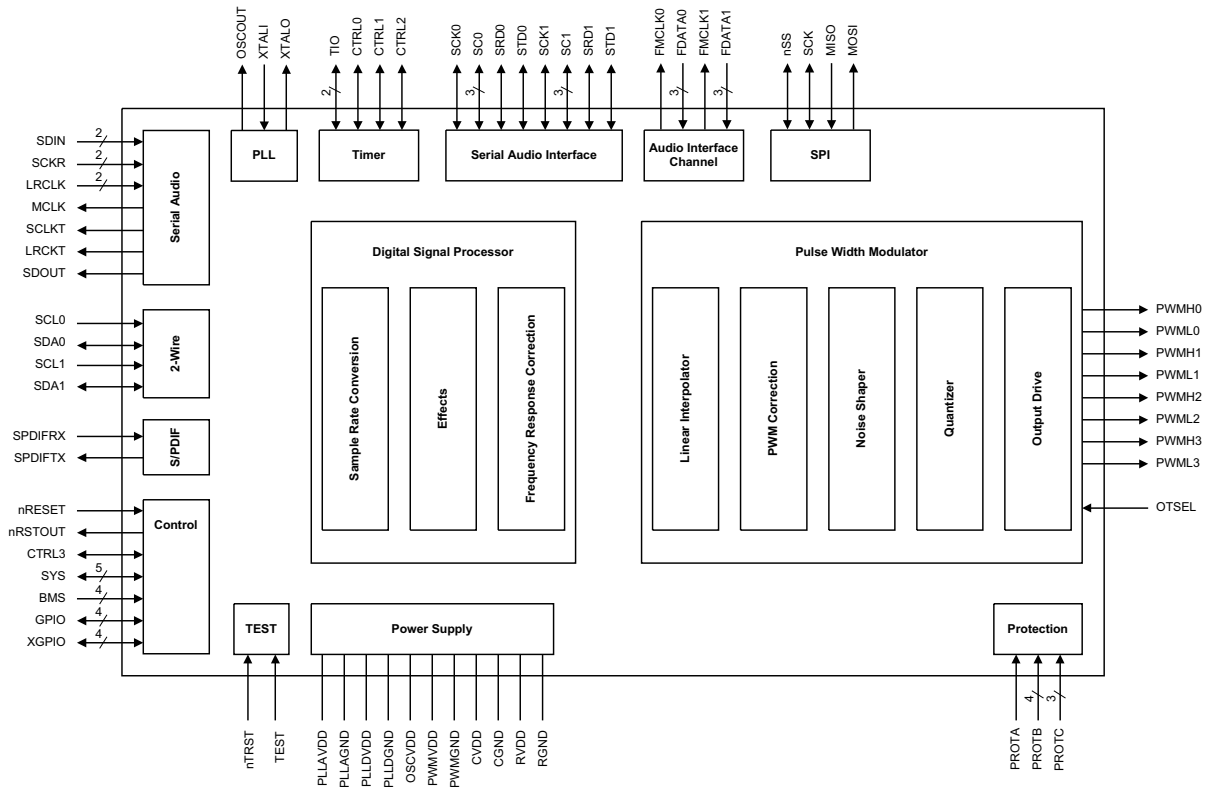 OSCOUT
XTALI
XTALO
TIO
CTRL0
CTRL1
CTRL2
SCK0
SC0
SRD0
STD0
SCK1
SC1
SRD1
STD1
FMCLK0
FDATA0
FMCLK1
FDATA1
nSS
SCK
MISO
MOSI
2
3
3
3
3
PLL
Timer
Serial Audio Interface
Audio Interface
Channel
SPI
SDIN
2
SCKR
2
LRCLK
2
MCLK
SCLKT
LRCKT
SDOUT
Serial Audio
SCL0
SDA0
SCL1
SDA1
2-Wire
SPDIFRX
SPDIFTX
S/PDIF
nRESET
nRSTOUT
CTRL3
SYS
5
BMS
4
GPIO
4
XGPIO
4
Control
Digital Signal Processor
Sample Rate Conversion
Effects
Frequency Response Correction
Pulse Width Modulator
Linear Interpolator
PWM Correction
Noise Shaper
Quantizer
Output Drive
PWMH0
PWML0
PWMH1
PWML1
PWMH2
PWML2
PWMH3
PWML3
OTSEL
TEST
Power Supply
Protection
nTRST
TEST
PLLAVDD
PLLAGND
PLLDVDD
PLLDGND
OSCVDD
PWMVDD
PWMGND
CVDD
CGND
RVDD
RGND
4
3
PROTA
PROTB
PROTC